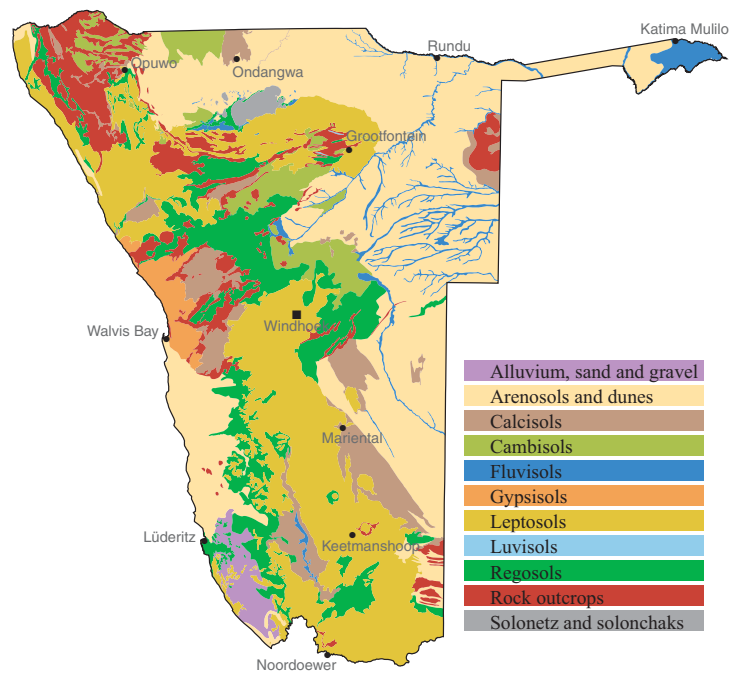 Katima Mulilo
Rundu
Opuwo
Ondangwa
Grootfontein
Windhoe
Walvis Bay
Mariental
Lüderitz
Keetmanshoop
Noordoewer
Alluvium, sand and gravel
Arenosols and dunes
Calcisols
Cambisols
Fluvisols
Gypsisols
Leptosols
Luvisols
Regosols
Rock outcrops
Solonetz and solonchaks